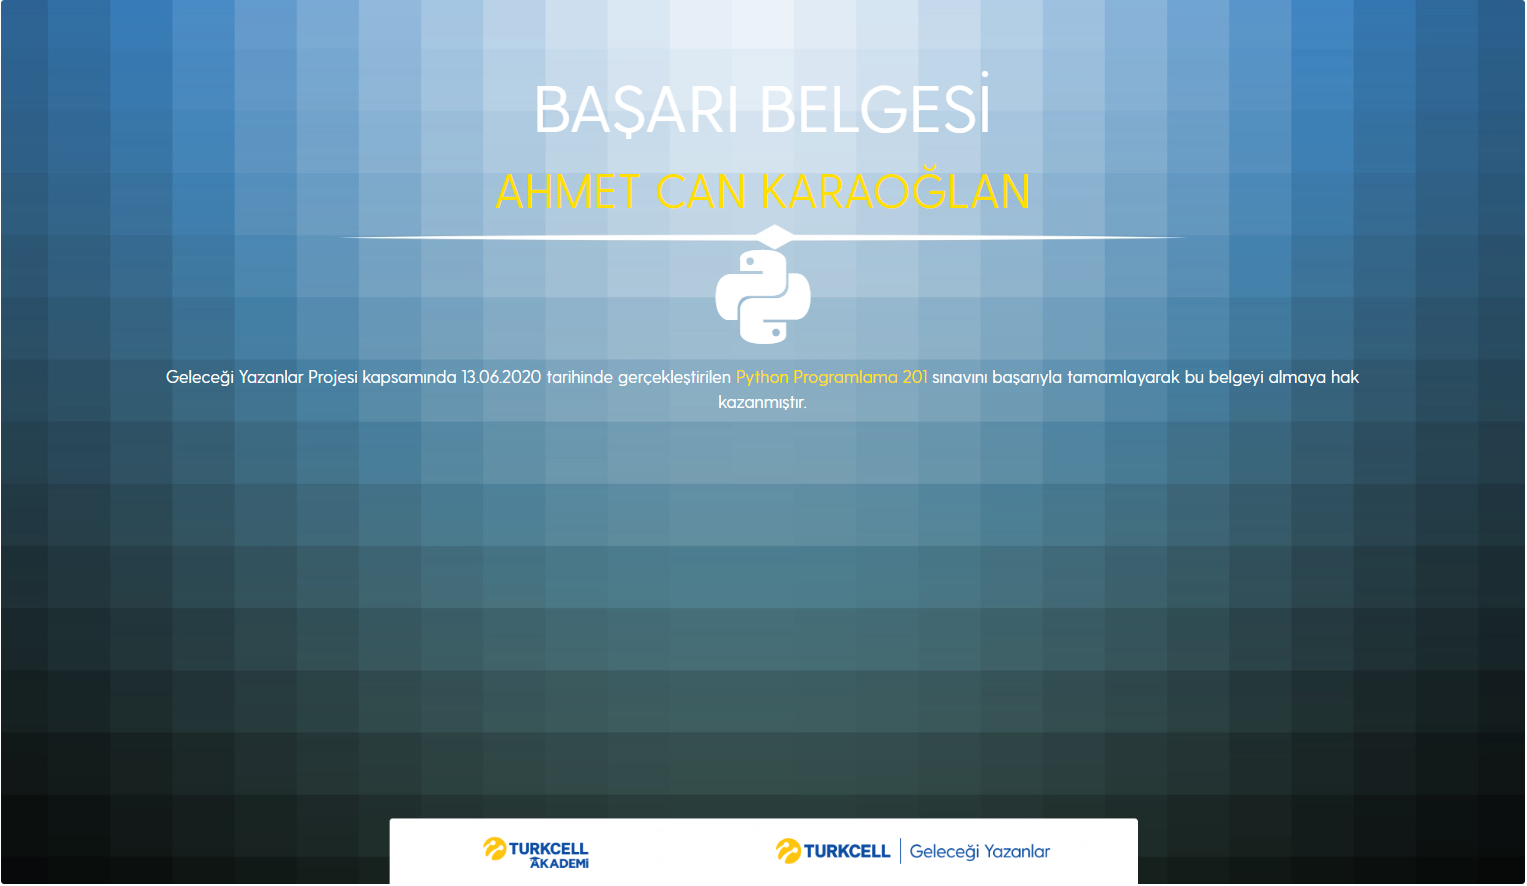 BAŞARI BELGESİ
AHMET CAN KARAOĞLAN
Geleceği Yazanlar Projesi kapsamında 13.06.2020 tarihinde gerçekleştirilen Python Programlama 201 sınavını başarıyla tamamlayarak bu belgeyi almaya hak
kazanmıştır.
TURKCELL
AKADEMİ
TURKCELL | Geleceği Yazanlar